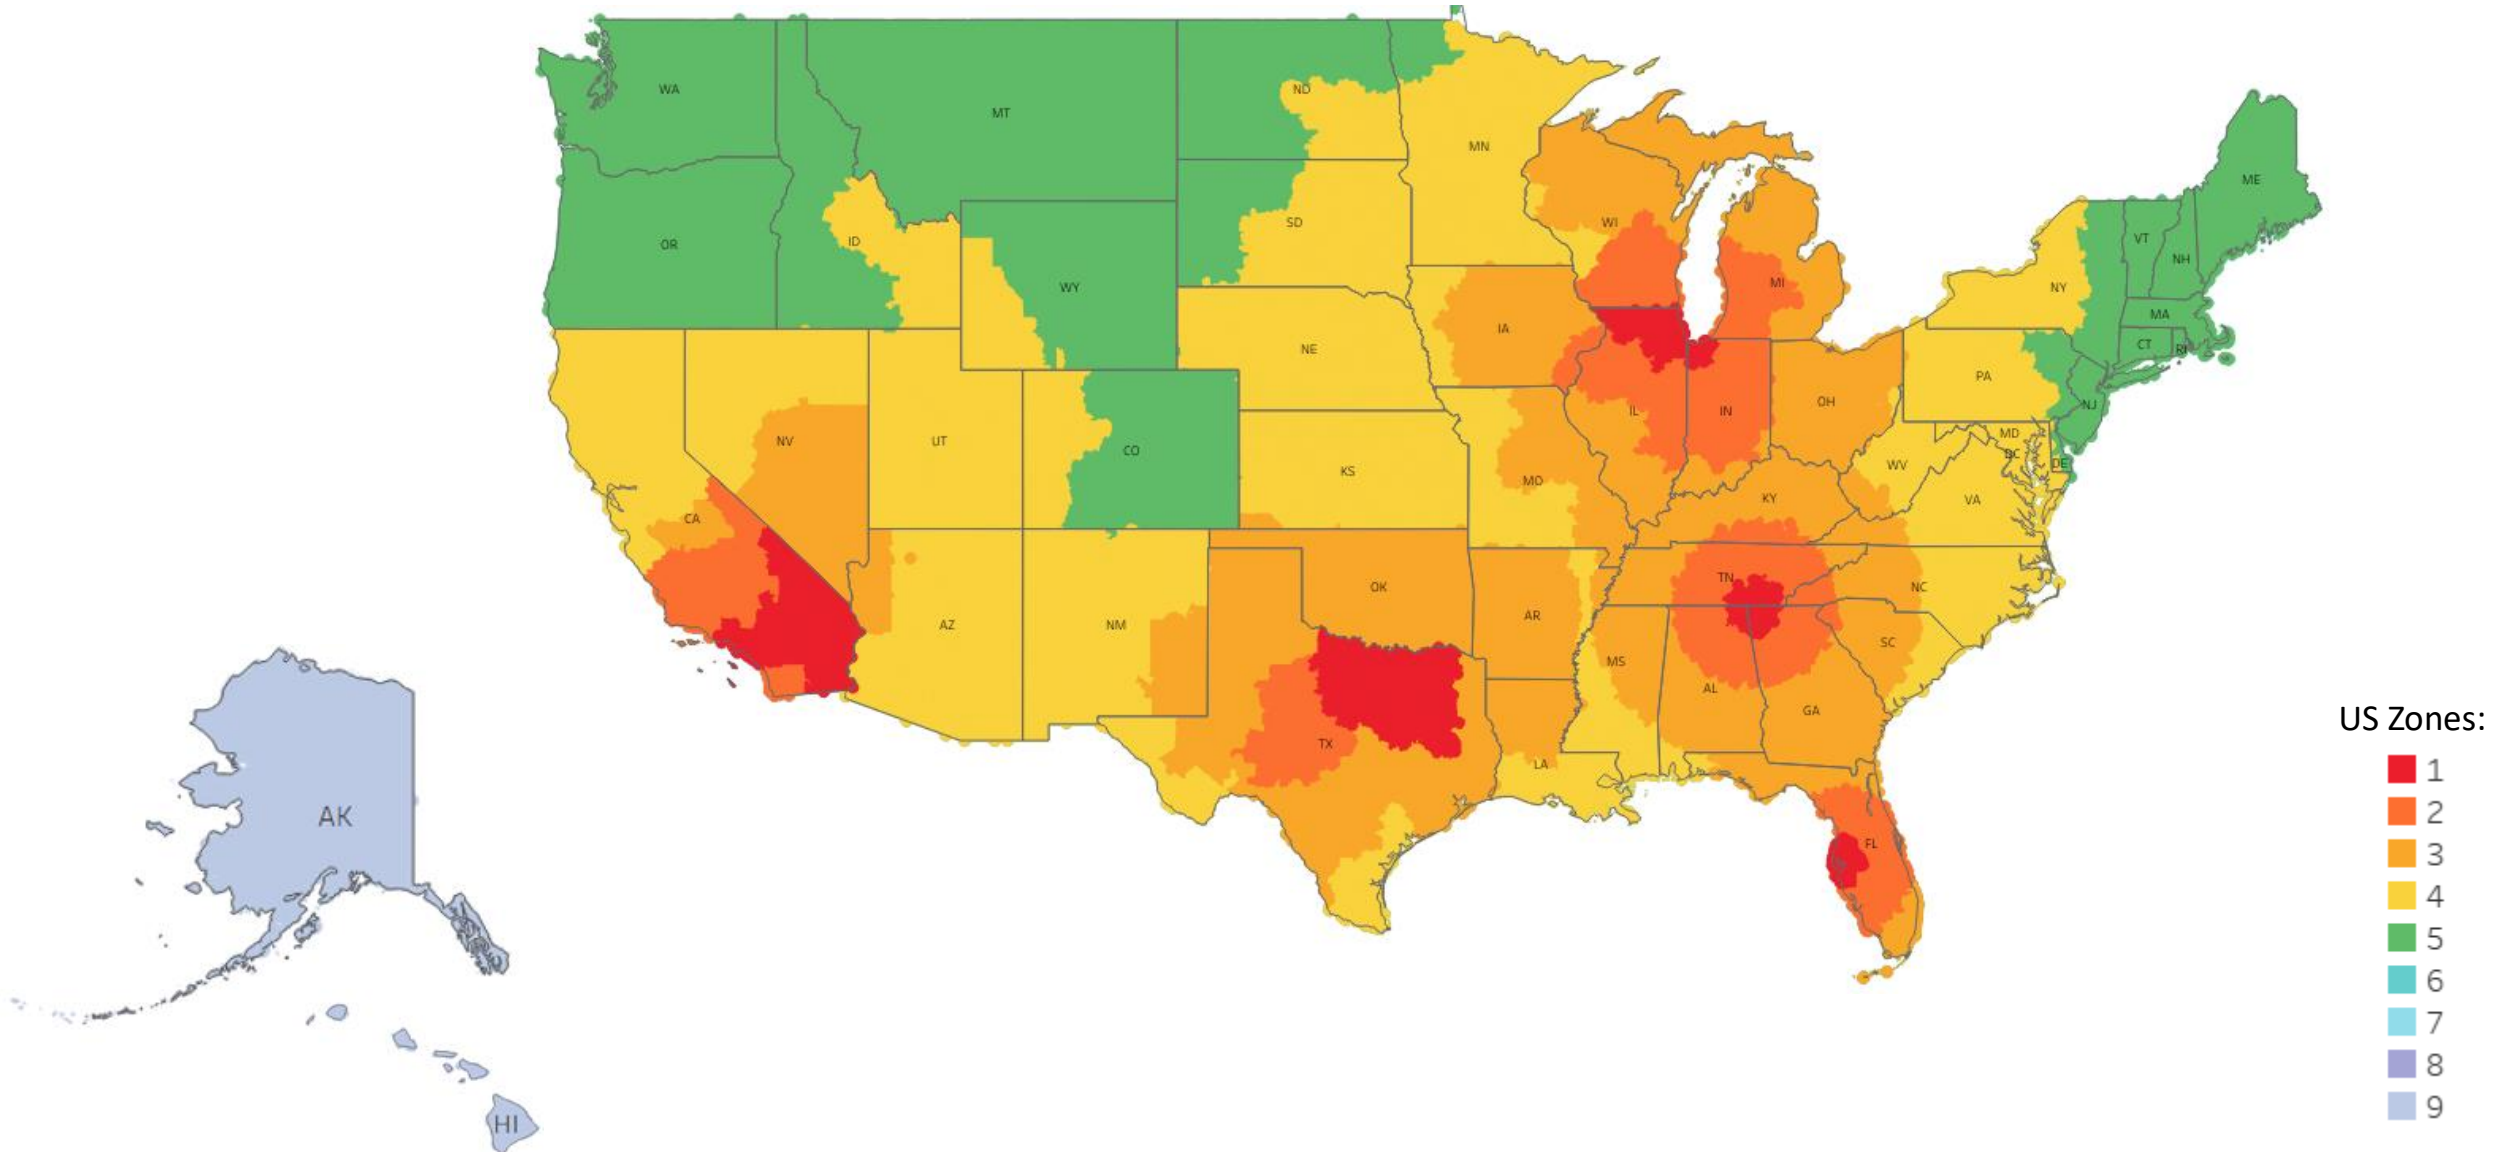 WA
MT
ND
MN
ME
OR
ID
SD
WI
VT
NH
WY
MI
NY
MA
IA
CT
RI
NE
PA
NV
UT
CO
IL
IN
OH
NJ
KS
MD
DC
DE
WV
MO
KY
VA
CA
AZ
NM
OK
AR
TN
NC
MS
AL
GA
SC
TX
LA
FL
AK
HI
US Zones:
1
2
3
4
5
6
7
8
9